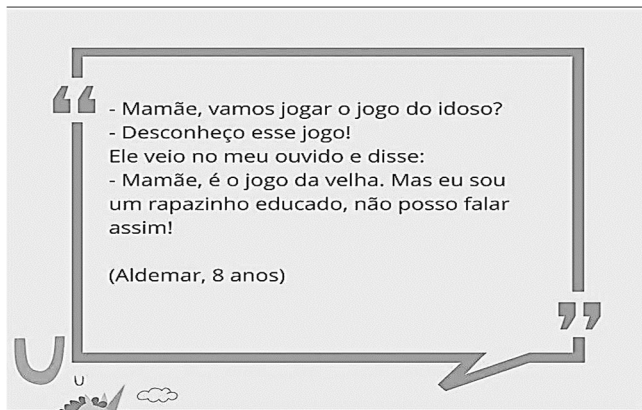 - Mamãe, vamos jogar o jogo do idoso?
- Desconheço esse jogo!
Ele veio no meu ouvido e disse:
- Mamãe, é o jogo da velha. Mas eu sou
um rapazinho educado, não posso falar
assim!
(Aldemar, 8 anos)